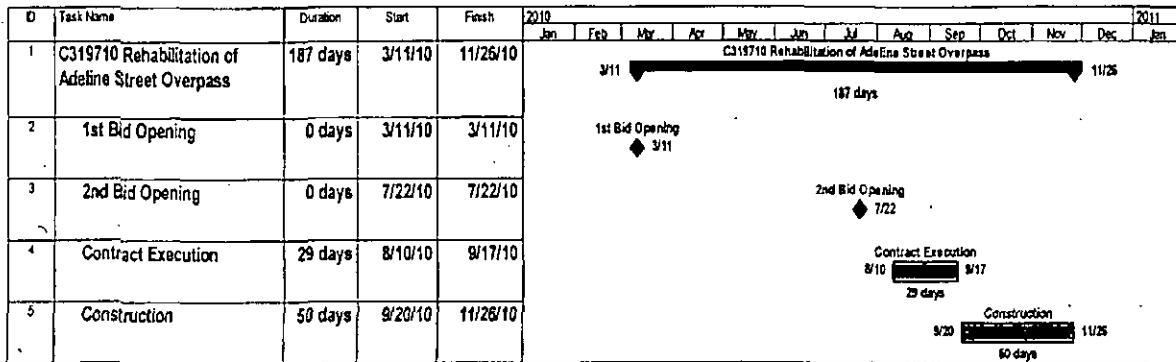 ID Task Name Duration Start Finish 2010 2011
Jan Feb Mar Apr May Jun Jul Aug Sep Oct Nov Dec Jan
1 C319710 Rehabilitation of Adeline Street Overpass 187 days 3/11/10 11/26/10
C319710 Rehabilitation of Adeline Street Overpass
3/11 11/26
187 days
2 1st Bid Opening 0 days 3/11/10 3/11/10
1st Bid Opening
3/11
3 2nd Bid Opening 0 days 7/22/10 7/22/10
2nd Bid Opening
7/22
4 Contract Execution 29 days 8/10/10 9/17/10
Contract Execution
8/10 9/17
29 days
5 Construction 50 days 9/20/10 11/26/10
Construction
9/20 11/26
50 days